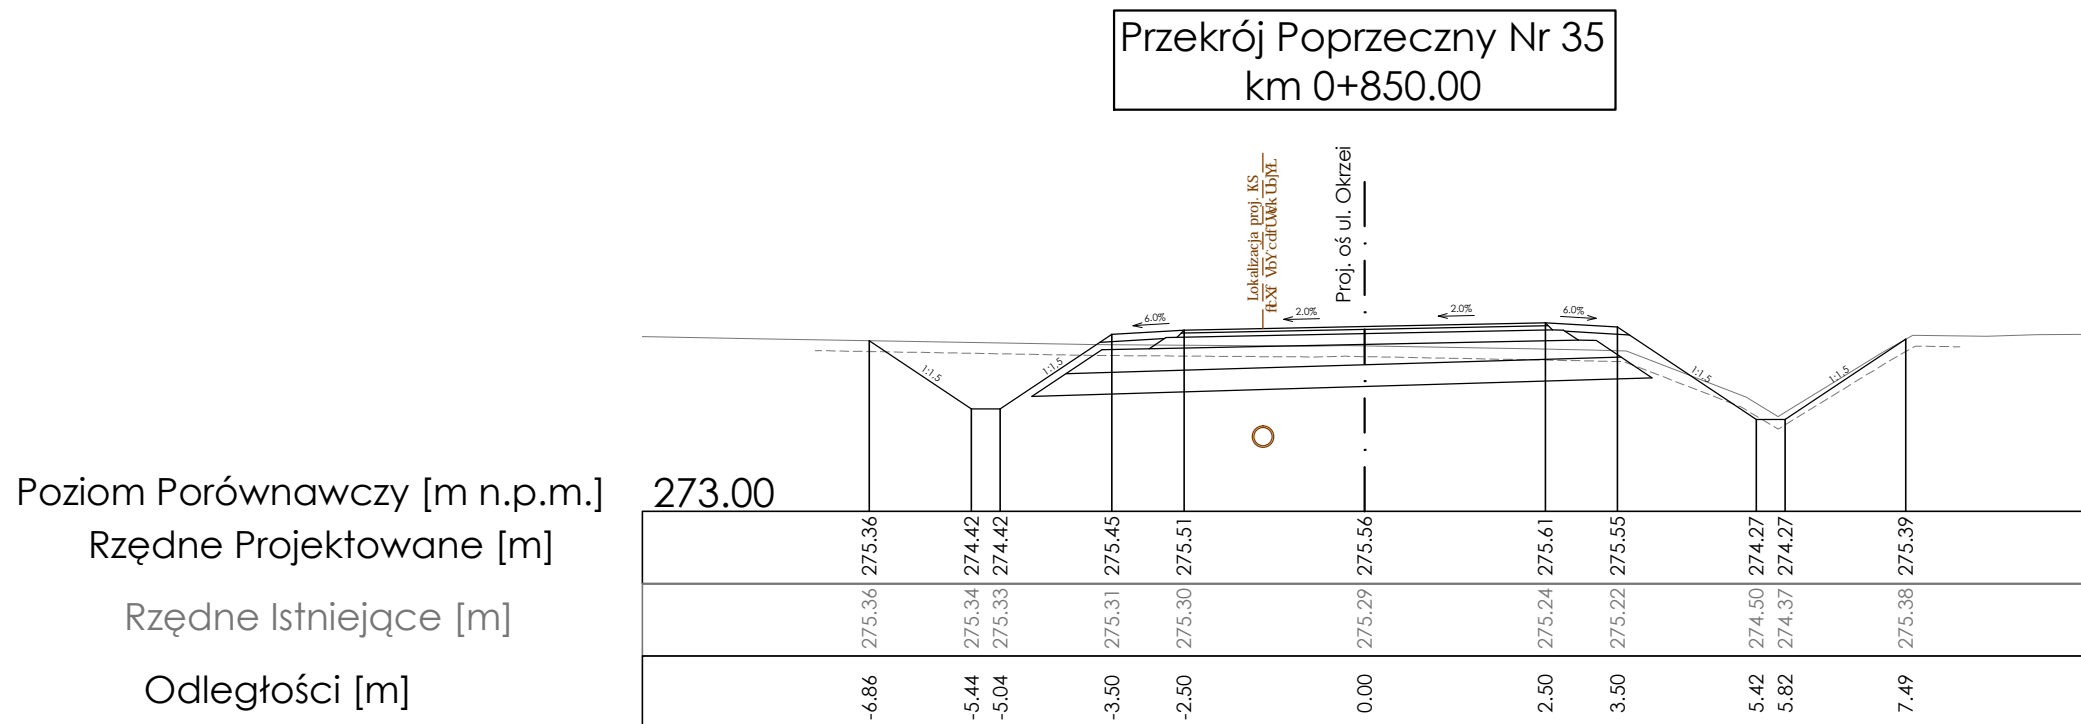 Przekrój Poprzeczny Nr 35
km 0+850.00
Lokalizacja proj. KS
Proj. oś ul. Okrzei
6.0%
2.0%
2.0%
6.0%
1:1,5
1:1,5
1:1,5
1:1,5
Poziom Porównawczy [m n.p.m.] 273.00
Rzędne Projektowane [m] 275.36 274.42 274.42 275.45 275.51 275.56 275.61 275.55 274.27 274.27 275.39
Rzędne Istniejące [m] 275.36 275.34 275.33 275.31 275.30 275.29 275.24 275.22 274.50 274.37 275.38
Odległości [m] -6.86 -5.44 -5.04 -3.50 -2.50 0.00 2.50 3.50 5.42 5.82 7.49